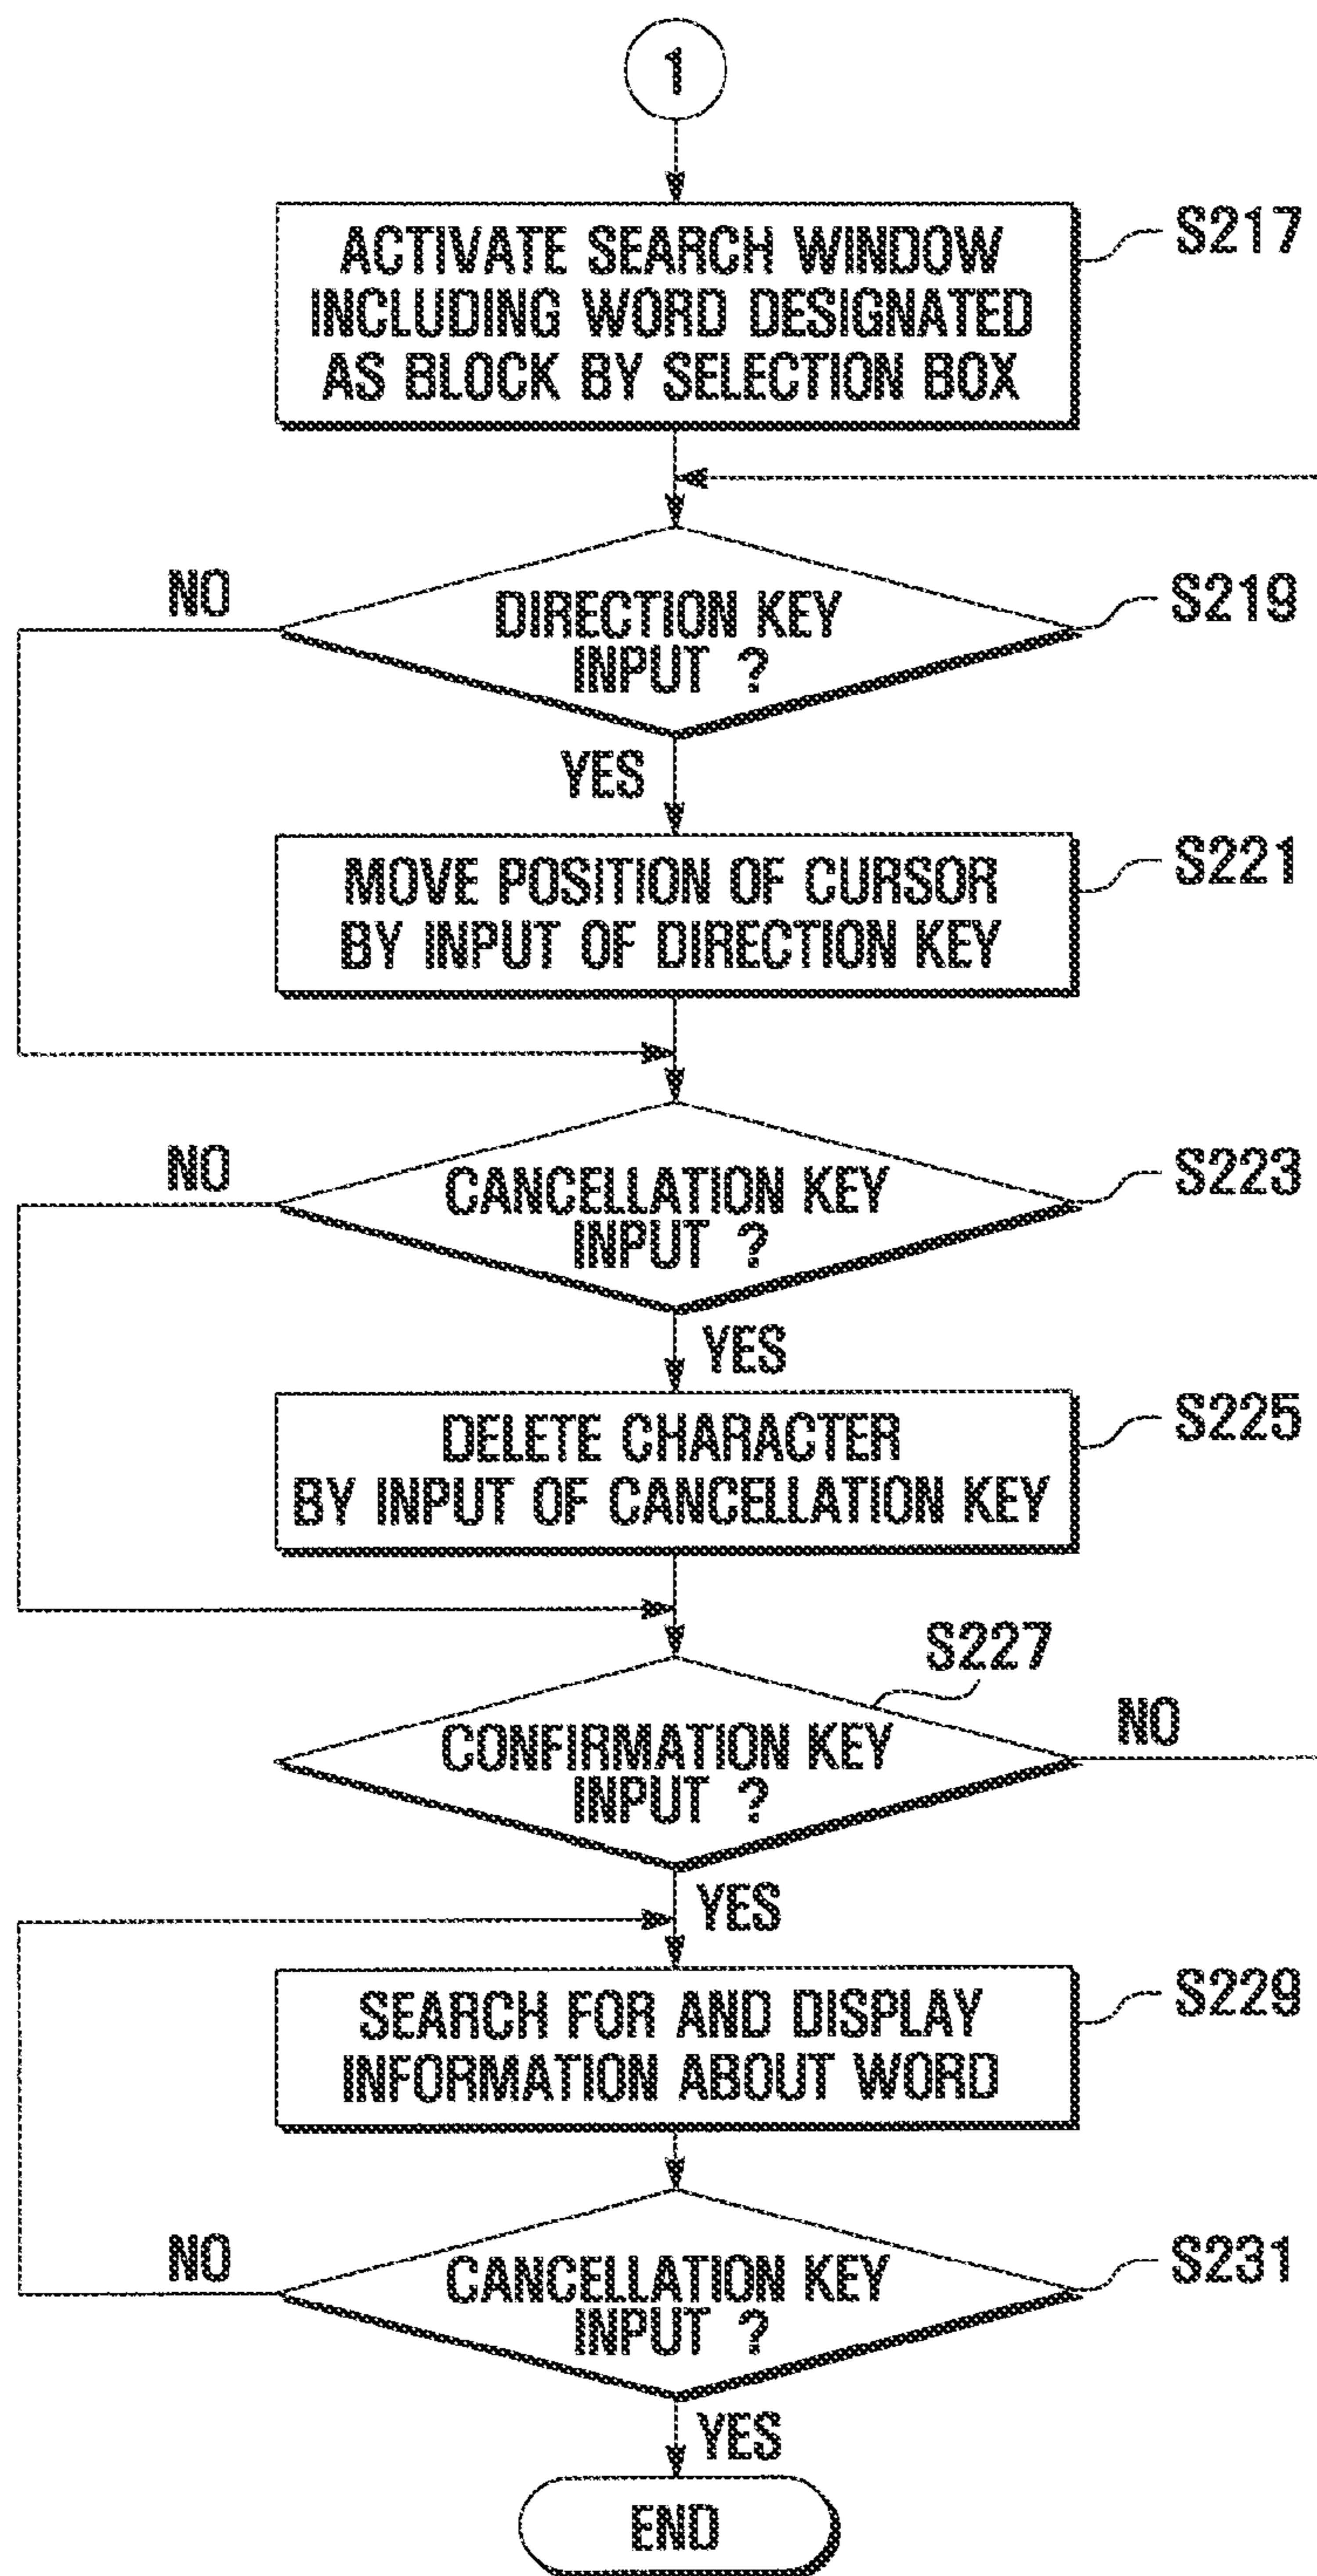 1
ACTIVATE SEARCH WINDOW
INCLUDING WORD DESIGNATED
AS BLOCK BY SELECTION BOX
S217
DIRECTION KEY
INPUT ?
S219
NO
YES
MOVE POSITION OF CURSOR
BY INPUT OF DIRECTION KEY
S221
CANCELLATION KEY
INPUT ?
S223
NO
YES
DELETE CHARACTER
BY INPUT OF CANCELLATION KEY
S225
S227
CONFIRMATION KEY
INPUT ?
NO
YES
SEARCH FOR AND DISPLAY
INFORMATION ABOUT WORD
S229
CANCELLATION KEY
INPUT ?
S231
NO
YES
END